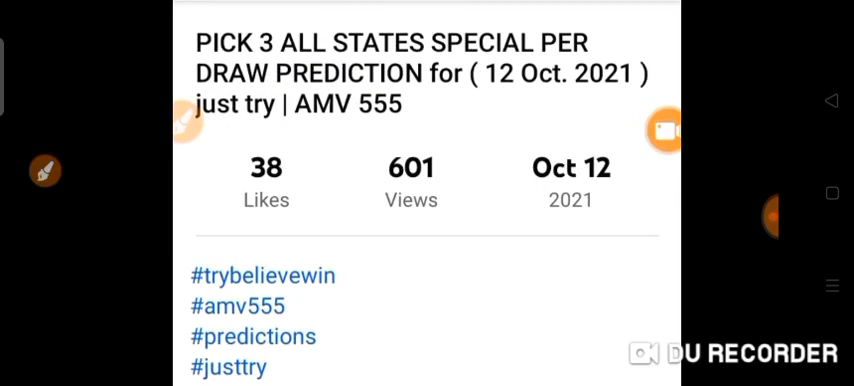 PICK 3 ALL STATES SPECIAL PER
DRAW PREDICTION for ( 12 Oct. 2021 )
just try | AMV 555
38 601 Oct 12
Likes Views 2021
#trybelievewin
#amv555
#predictions
#justtry
DU RECORDER